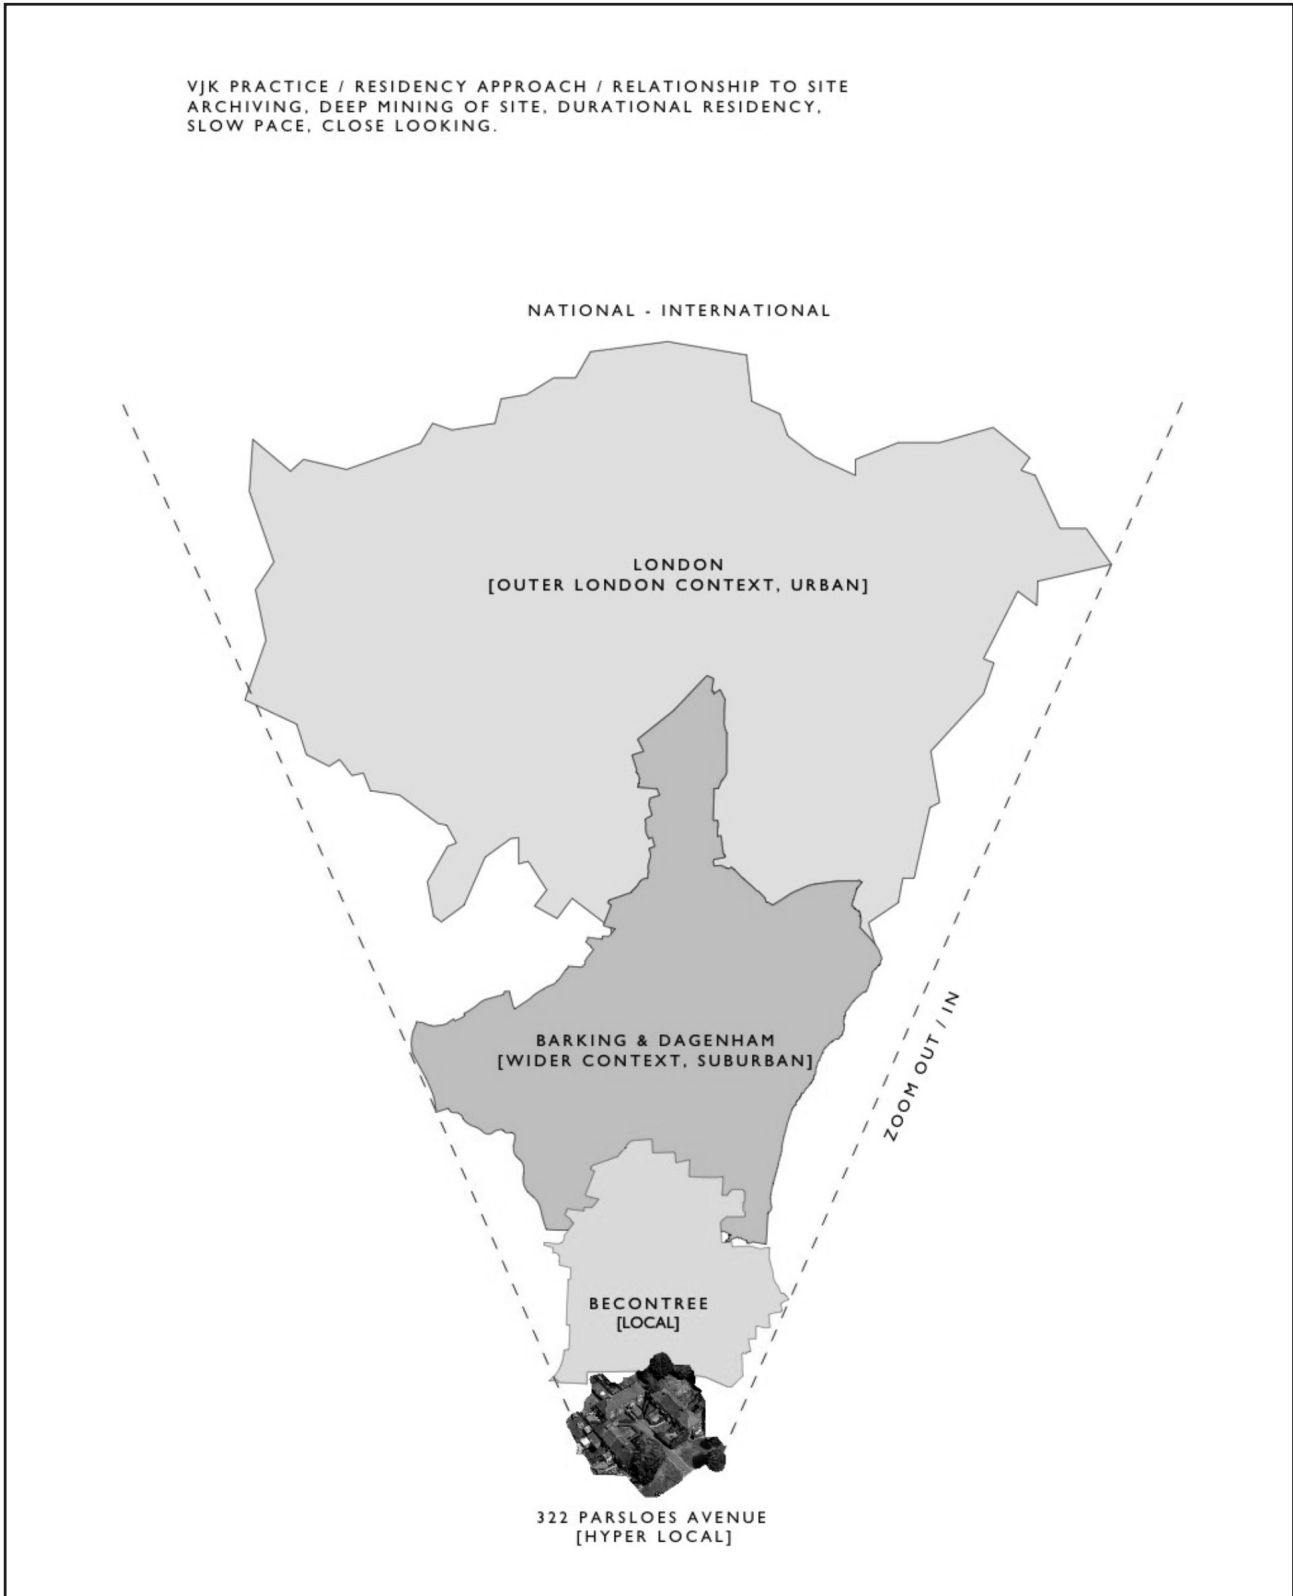 VJK PRACTICE / RESIDENCY APPROACH / RELATIONSHIP TO SITE
ARCHIVING, DEEP MINING OF SITE, DURATIONAL RESIDENCY,
SLOW PACE, CLOSE LOOKING.
NATIONAL - INTERNATIONAL
LONDON
[OUTER LONDON CONTEXT, URBAN]
BARKING & DAGENHAM
[WIDER CONTEXT, SUBURBAN]
ZOOM OUT / IN
BECONTREE
[LOCAL]
322 PARSLOES AVENUE
[HYPER LOCAL]